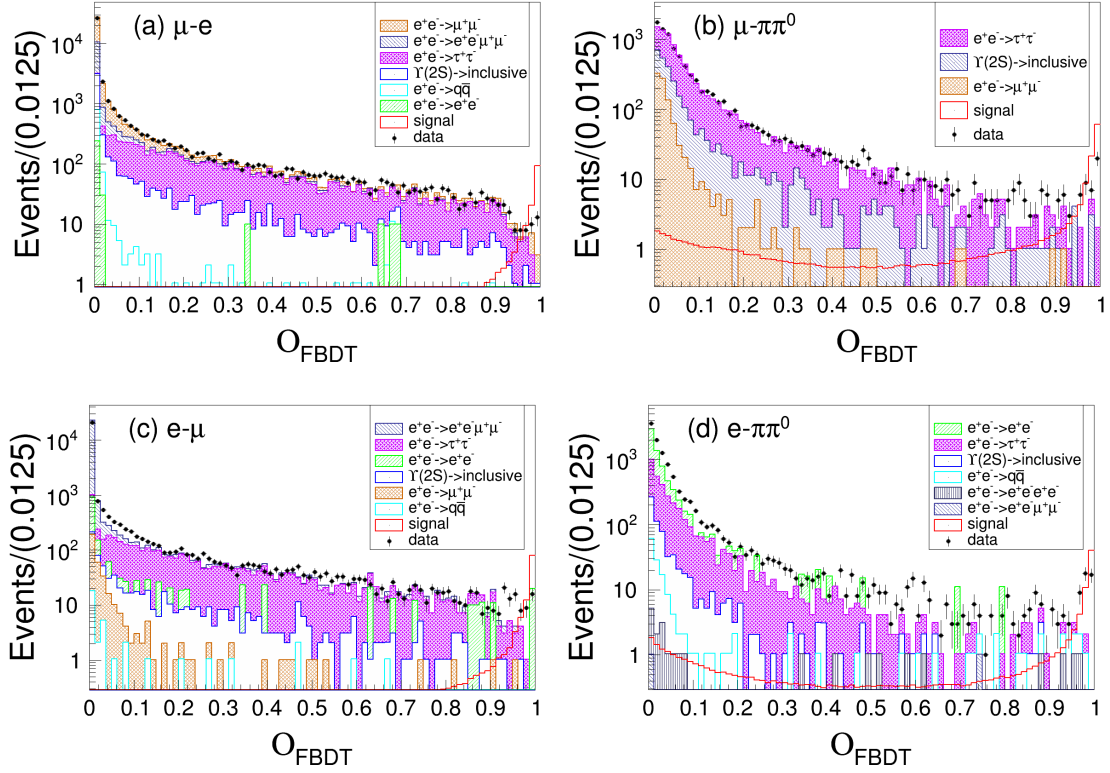 (a) μ-e
e⁺e⁻->μ⁺μ⁻
e⁺e⁻->e⁺e⁻μ⁺μ⁻
e⁺e⁻->τ⁺τ⁻
ϒ(2S)->inclusive
e⁺e⁻->qq̅
e⁺e⁻->e⁺e⁻
signal
data
Events/(0.0125)
10⁴
10³
10²
10
1
0 0.1 0.2 0.3 0.4 0.5 0.6 0.7 0.8 0.9 1
O_FBDT
(b) μ-ππ⁰
e⁺e⁻->τ⁺τ⁻
ϒ(2S)->inclusive
e⁺e⁻->μ⁺μ⁻
signal
data
Events/(0.0125)
10³
10²
10
1
0 0.1 0.2 0.3 0.4 0.5 0.6 0.7 0.8 0.9 1
O_FBDT
(c) e-μ
e⁺e⁻->e⁺e⁻μ⁺μ⁻
e⁺e⁻->τ⁺τ⁻
e⁺e⁻->e⁺e⁻
ϒ(2S)->inclusive
e⁺e⁻->μ⁺μ⁻
e⁺e⁻->qq̅
signal
data
Events/(0.0125)
10⁴
10³
10²
10
1
0 0.1 0.2 0.3 0.4 0.5 0.6 0.7 0.8 0.9 1
O_FBDT
(d) e-ππ⁰
e⁺e⁻->e⁺e⁻
e⁺e⁻->τ⁺τ⁻
ϒ(2S)->inclusive
e⁺e⁻->qq̅
e⁺e⁻->e⁺e⁻e⁺e⁻
e⁺e⁻->e⁺e⁻μ⁺μ⁻
signal
data
Events/(0.0125)
10³
10²
10
1
0 0.1 0.2 0.3 0.4 0.5 0.6 0.7 0.8 0.9 1
O_FBDT